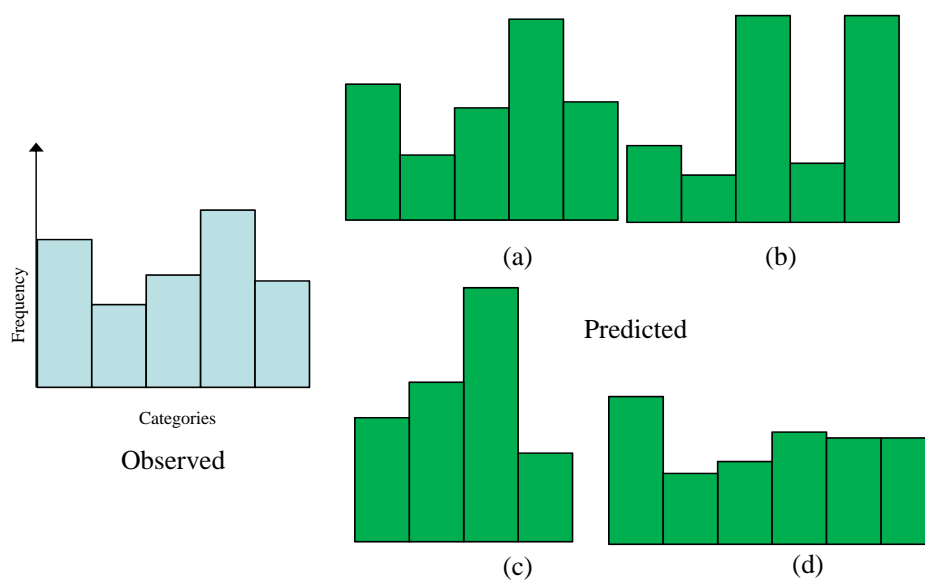 (a)
(b)
Frequency
Predicted
Categories
Observed
(c)
(d)